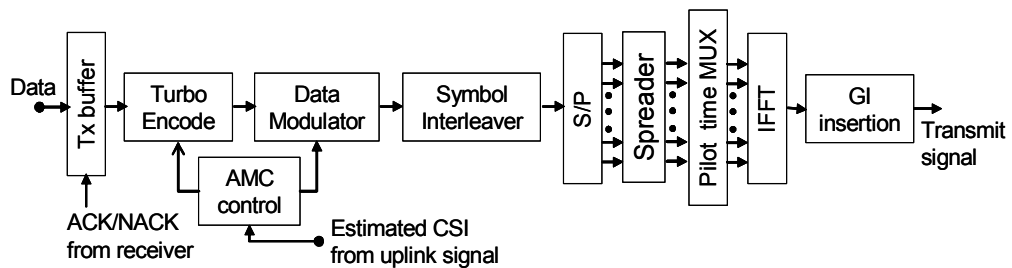 Data
Tx buffer
Turbo
Encode
Data
Modulator
Symbol
Interleaver
S/P
Spreader
Pilot time MUX
IFFT
GI
insertion
Transmit
signal
AMC
control
ACK/NACK
from receiver
Estimated CSI
from uplink signal